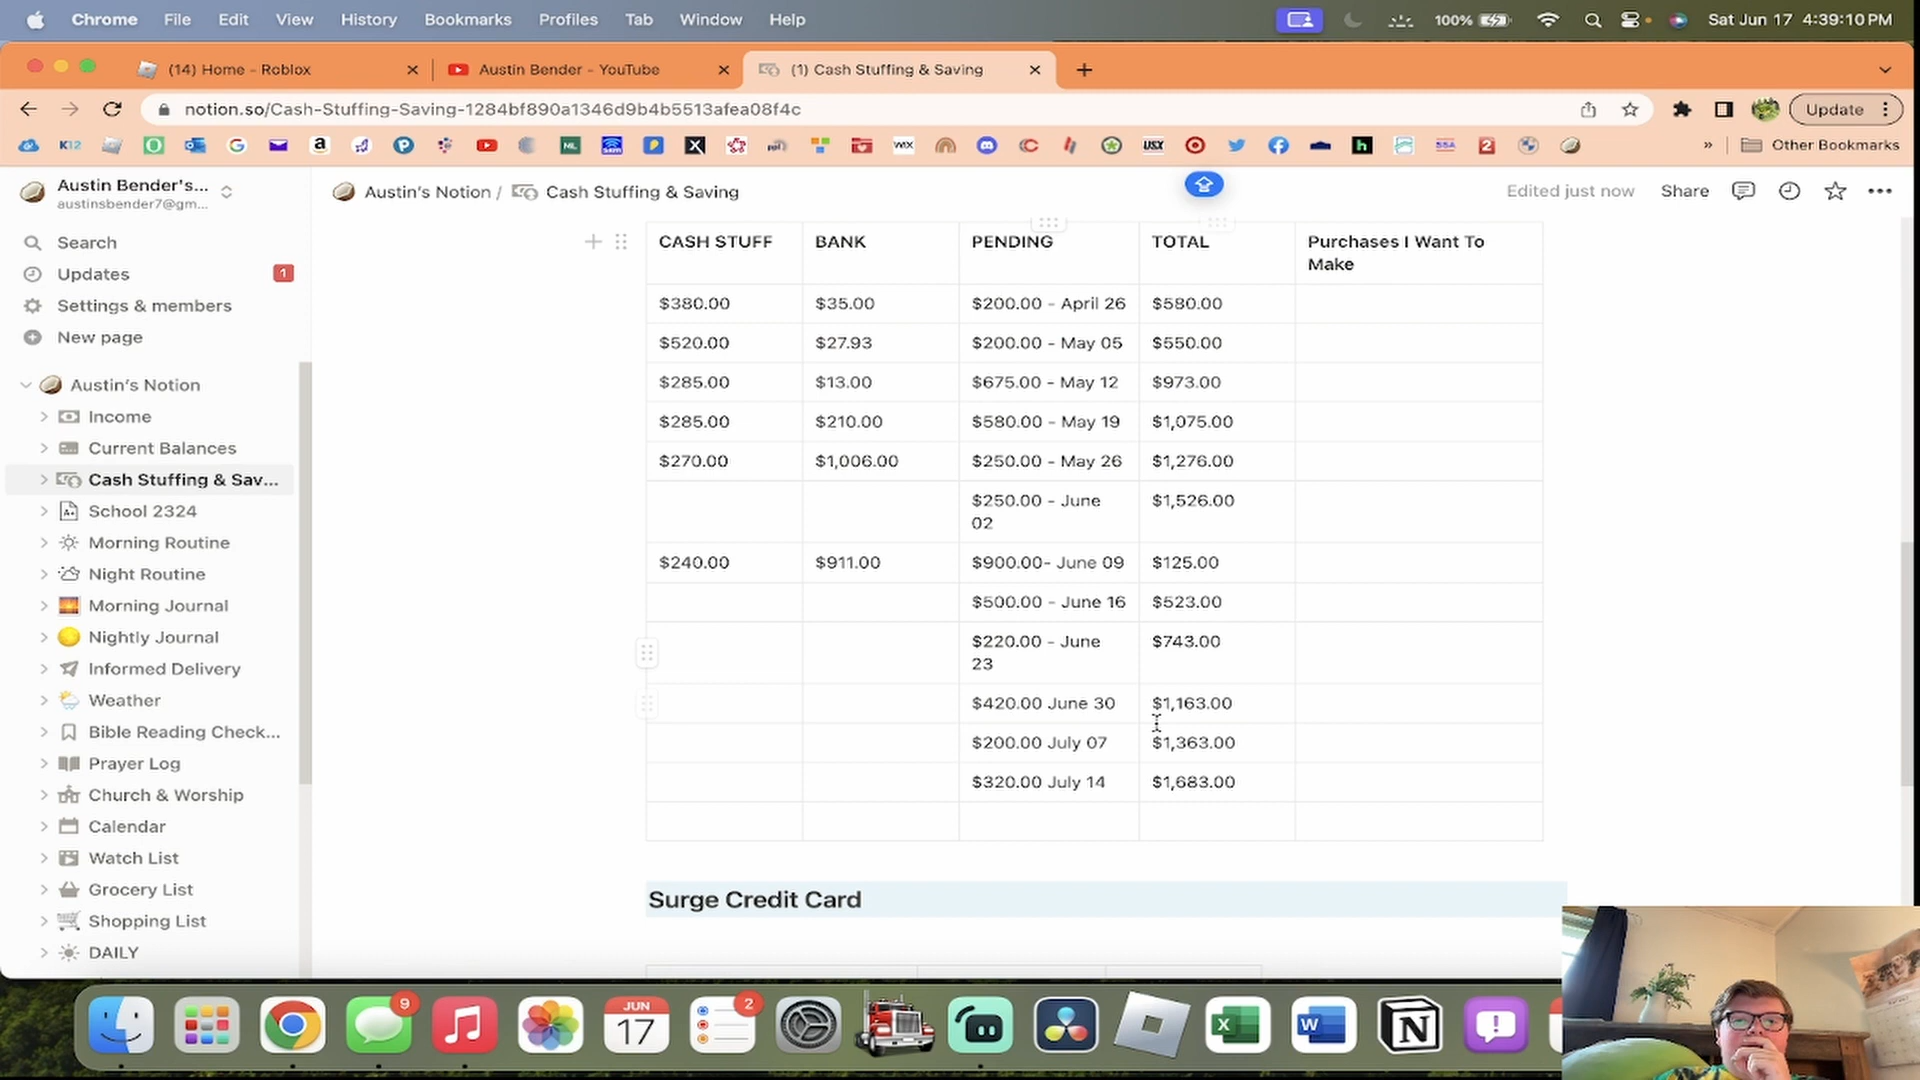 Chrome File Edit View History Bookmarks Profiles Tab Window Help 100% Sat Jun 17 4:39:10 PM
(14) Home - Roblox Austin Bender - YouTube (1) Cash Stuffing & Saving
notion.so/Cash-Stuffing-Saving-1284bf890a1346d9b4b5513afea08f4c Update
K12 NL WIX USX SSA 2 » Other Bookmarks
Austin Bender's...
austinsbender7@gm...
Austin's Notion / Cash Stuffing & Saving Edited just now Share
Search
Updates 1
Settings & members
New page
Austin's Notion
Income
Current Balances
Cash Stuffing & Sav...
School 2324
Morning Routine
Night Routine
Morning Journal
Nightly Journal
Informed Delivery
Weather
Bible Reading Check...
Prayer Log
Church & Worship
Calendar
Watch List
Grocery List
Shopping List
DAILY
CASH STUFF BANK PENDING TOTAL Purchases I Want To
Make
$380.00 $35.00 $200.00 - April 26 $580.00
$520.00 $27.93 $200.00 - May 05 $550.00
$285.00 $13.00 $675.00 - May 12 $973.00
$285.00 $210.00 $580.00 - May 19 $1,075.00
$270.00 $1,006.00 $250.00 - May 26 $1,276.00
$250.00 - June $1,526.00
02
$240.00 $911.00 $900.00- June 09 $125.00
$500.00 - June 16 $523.00
$220.00 - June $743.00
23
$420.00 June 30 $1,163.00
$200.00 July 07 $1,363.00
$320.00 July 14 $1,683.00
Surge Credit Card
9 JUN 17 2 X W N